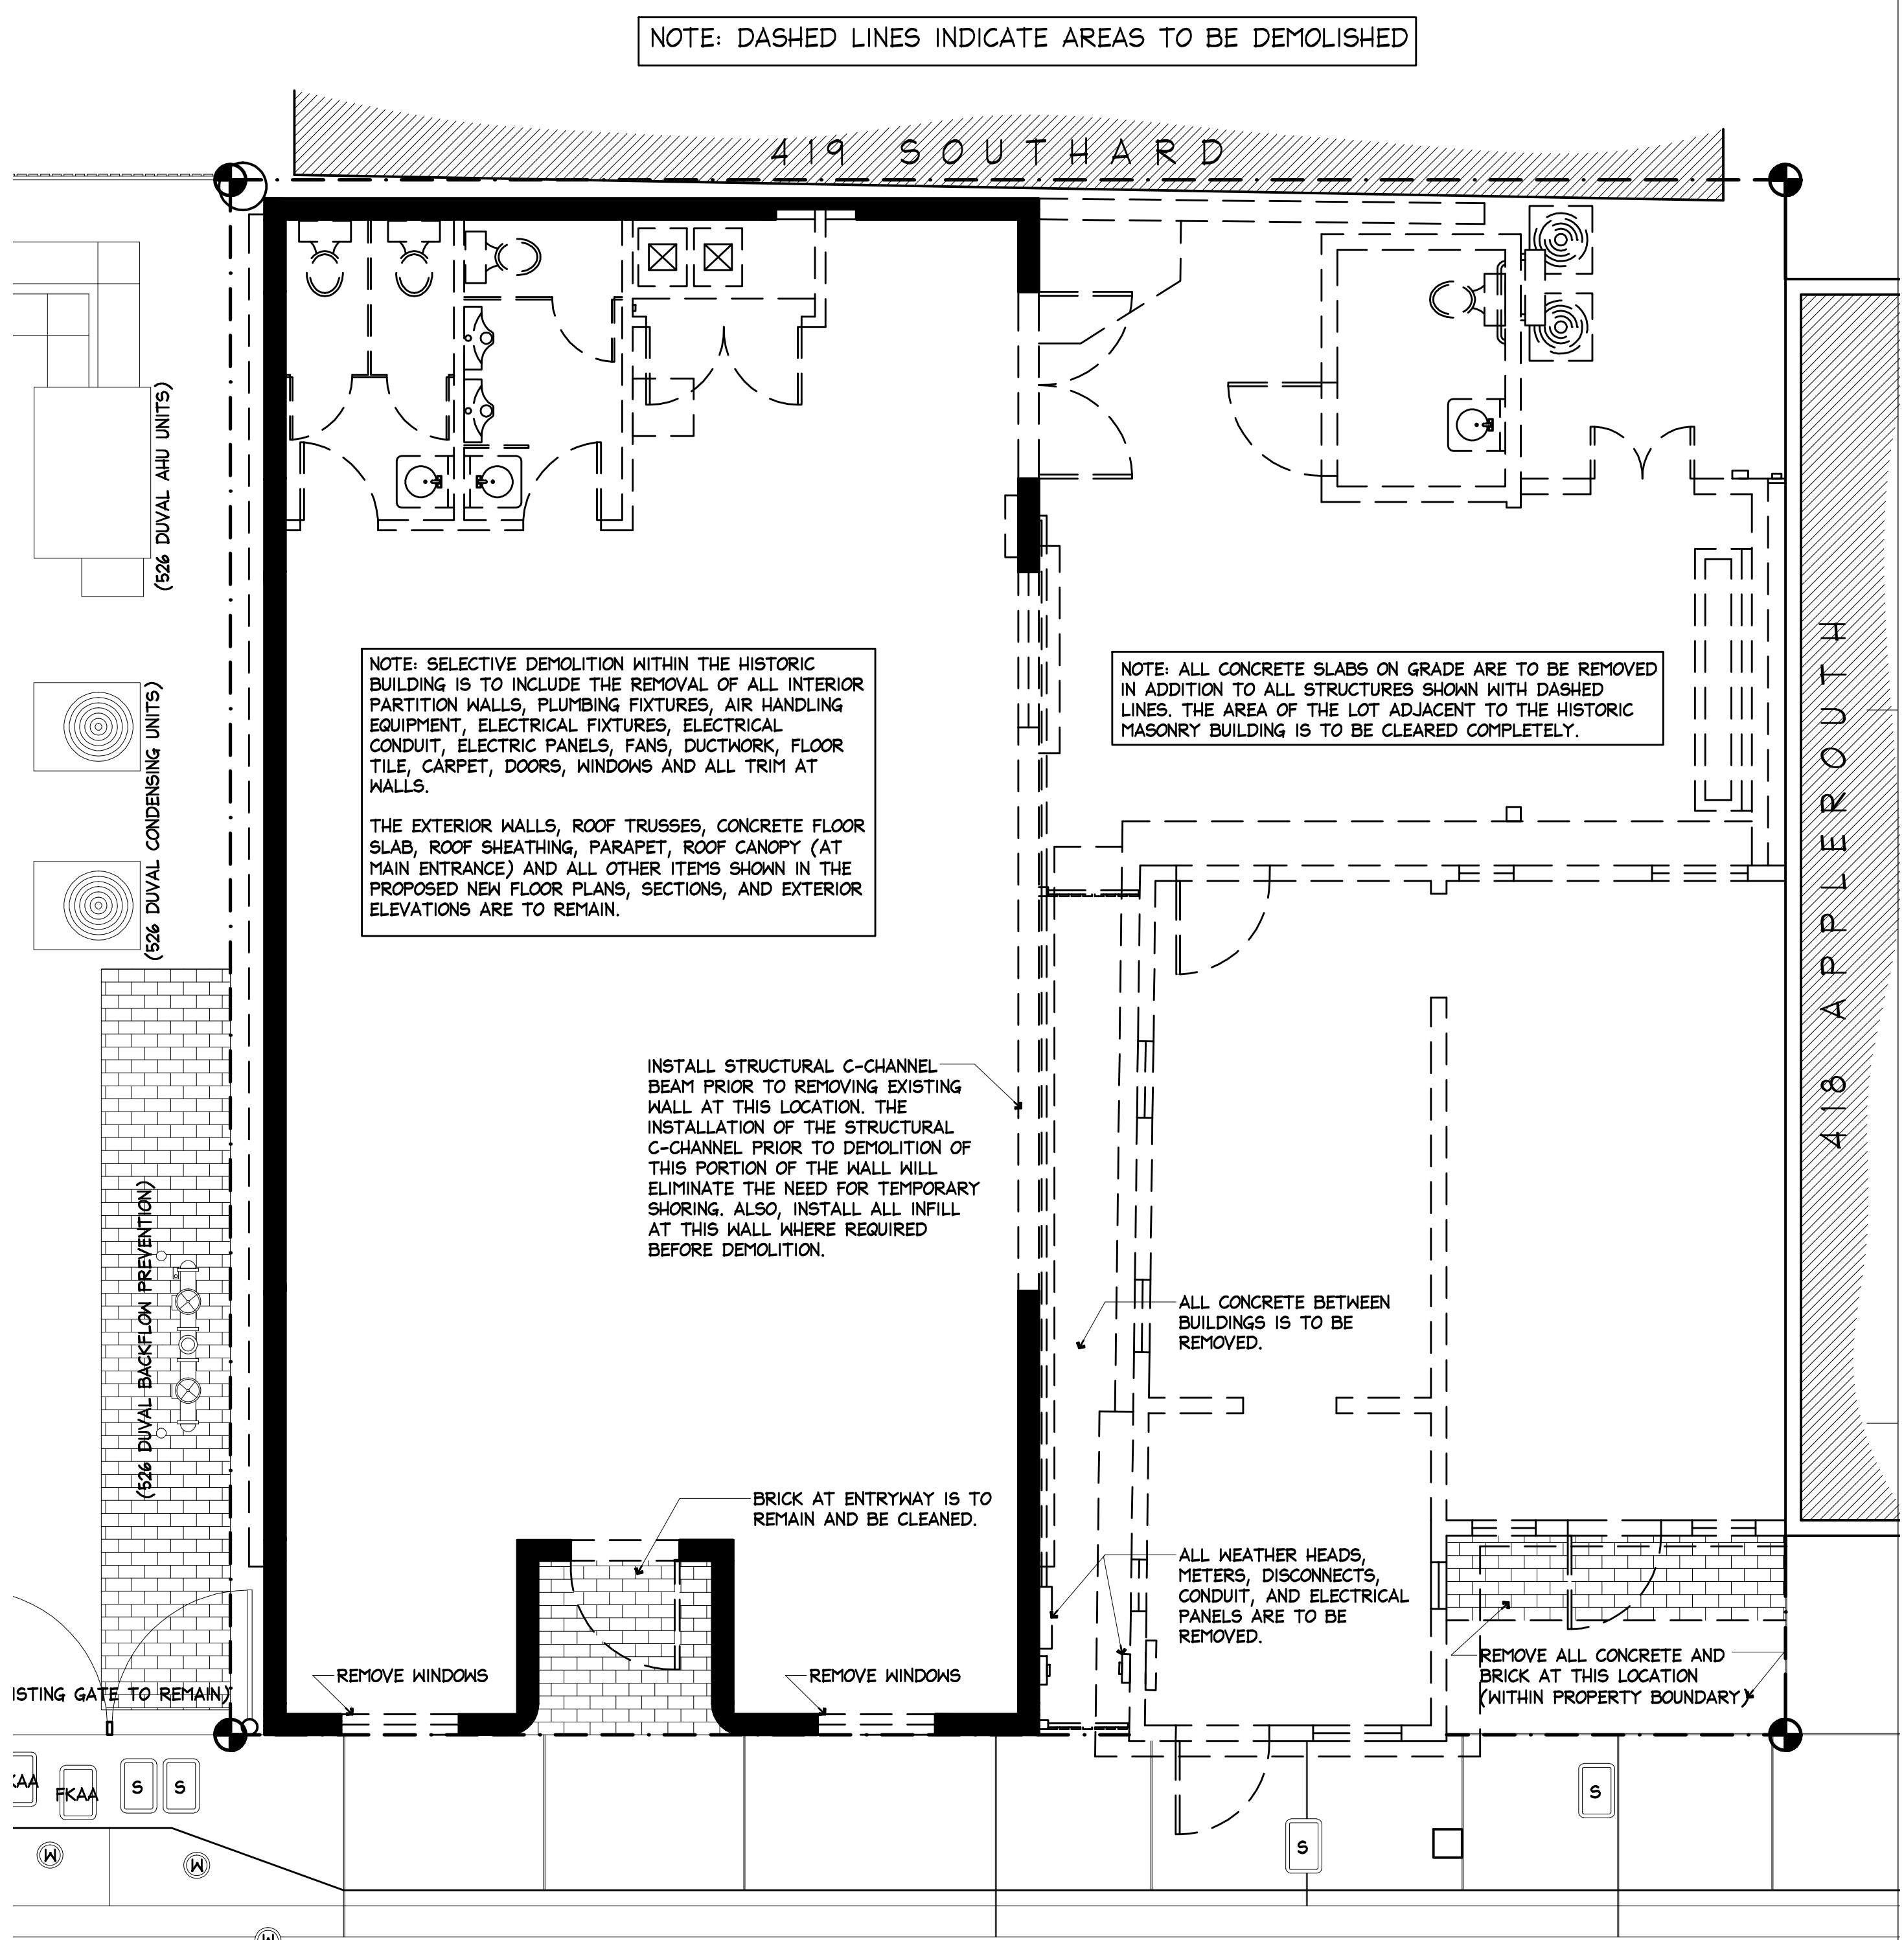 NOTE: DASHED LINES INDICATE AREAS TO BE DEMOLISHED
419 SOUTHARD
(526 DUVAL AHU UNITS)
(526 DUVAL CONDENSING UNITS)
NOTE: SELECTIVE DEMOLITION WITHIN THE HISTORIC
BUILDING IS TO INCLUDE THE REMOVAL OF ALL INTERIOR
PARTITION WALLS, PLUMBING FIXTURES, AIR HANDLING
EQUIPMENT, ELECTRICAL FIXTURES, ELECTRICAL
CONDUIT, ELECTRIC PANELS, FANS, DUCTWORK, FLOOR
TILE, CARPET, DOORS, WINDOWS AND ALL TRIM AT
WALLS.
THE EXTERIOR WALLS, ROOF TRUSSES, CONCRETE FLOOR
SLAB, ROOF SHEATHING, PARAPET, ROOF CANOPY (AT
MAIN ENTRANCE) AND ALL OTHER ITEMS SHOWN IN THE
PROPOSED NEW FLOOR PLANS, SECTIONS, AND EXTERIOR
ELEVATIONS ARE TO REMAIN.
NOTE: ALL CONCRETE SLABS ON GRADE ARE TO BE REMOVED
IN ADDITION TO ALL STRUCTURES SHOWN WITH DASHED
LINES. THE AREA OF THE LOT ADJACENT TO THE HISTORIC
MASONRY BUILDING IS TO BE CLEARED COMPLETELY.
418 APPLEROUTH
INSTALL STRUCTURAL C-CHANNEL
BEAM PRIOR TO REMOVING EXISTING
WALL AT THIS LOCATION. THE
INSTALLATION OF THE STRUCTURAL
C-CHANNEL PRIOR TO DEMOLITION OF
THIS PORTION OF THE WALL WILL
ELIMINATE THE NEED FOR TEMPORARY
SHORING. ALSO, INSTALL ALL INFILL
AT THIS WALL WHERE REQUIRED
BEFORE DEMOLITION.
(526 DUVAL BACKFLOW PREVENTION)
ALL CONCRETE BETWEEN
BUILDINGS IS TO BE
REMOVED.
BRICK AT ENTRYWAY IS TO
REMAIN AND BE CLEANED.
ALL WEATHER HEADS,
METERS, DISCONNECTS,
CONDUIT, AND ELECTRICAL
PANELS ARE TO BE
REMOVED.
REMOVE ALL CONCRETE AND
BRICK AT THIS LOCATION
(WITHIN PROPERTY BOUNDARY)
REMOVE WINDOWS
REMOVE WINDOWS
ISTING GATE TO REMAIN)
KAA
FKAA
S
S
S
S
W
W
W